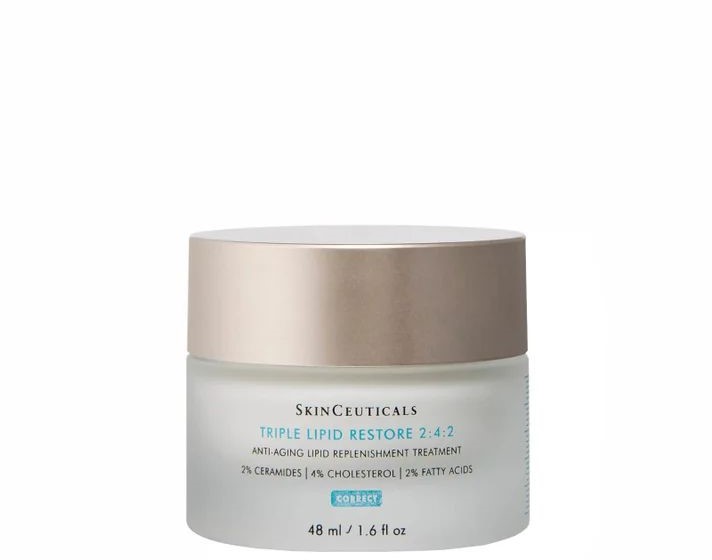 SKINCEUTICALS
TRIPLE LIPID RESTORE 2:4:2
ANTI-AGING LIPID REPLENISHMENT TREATMENT
2% CERAMIDES | 4% CHOLESTEROL | 2% FATTY ACIDS
CORRECT
48 ml / 1.6 fl oz